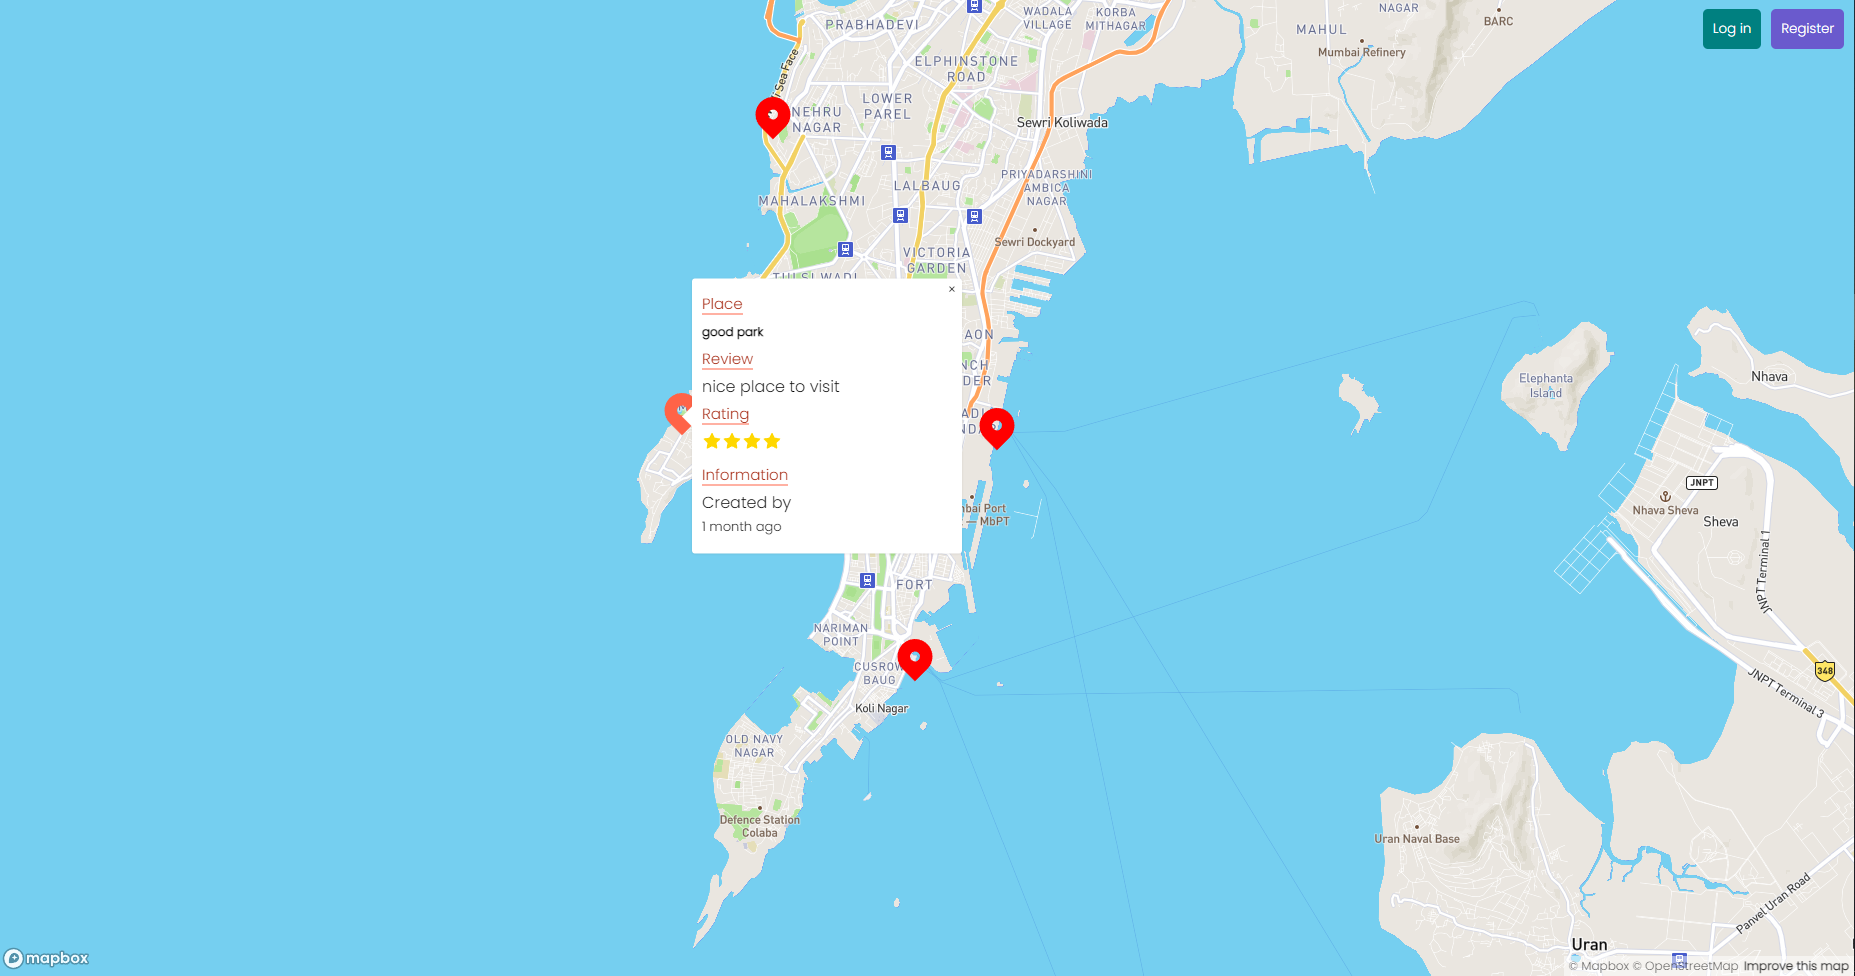 PRABHADEVI
WADALA
VILLAGE
KORBA
MITHAGAR
NAGAR
BARC
MAHUL
Mumbai Refinery
Log in
Register
ELPHINSTONE
ROAD
i Sea Face
LOWER
PAREL
NEHRU
NAGAR
Sewri Koliwada
PRIYADARSHINI
AMBICA
NAGAR
LALBAUG
MAHALAKSHMI
Sewri Dockyard
VICTORIA
GARDEN
TULSIWADI
×
Place
good park
Review
nice place to visit
Rating
Information
Created by
1 month ago
AON
NCH
DER
bai Port
— MbPT
Elephanta
Island
Nhava
JNPT
Nhava Sheva
Sheva
JNPT Terminal 1
FORT
NARIMAN
POINT
CUSROW
BAUG
Koli Nagar
348
JNPT Terminal 3
OLD NAVY
NAGAR
Defence Station
Colaba
Uran Naval Base
Panvel Uran Road
Uran
mapbox
© Mapbox © OpenStreetMap Improve this map